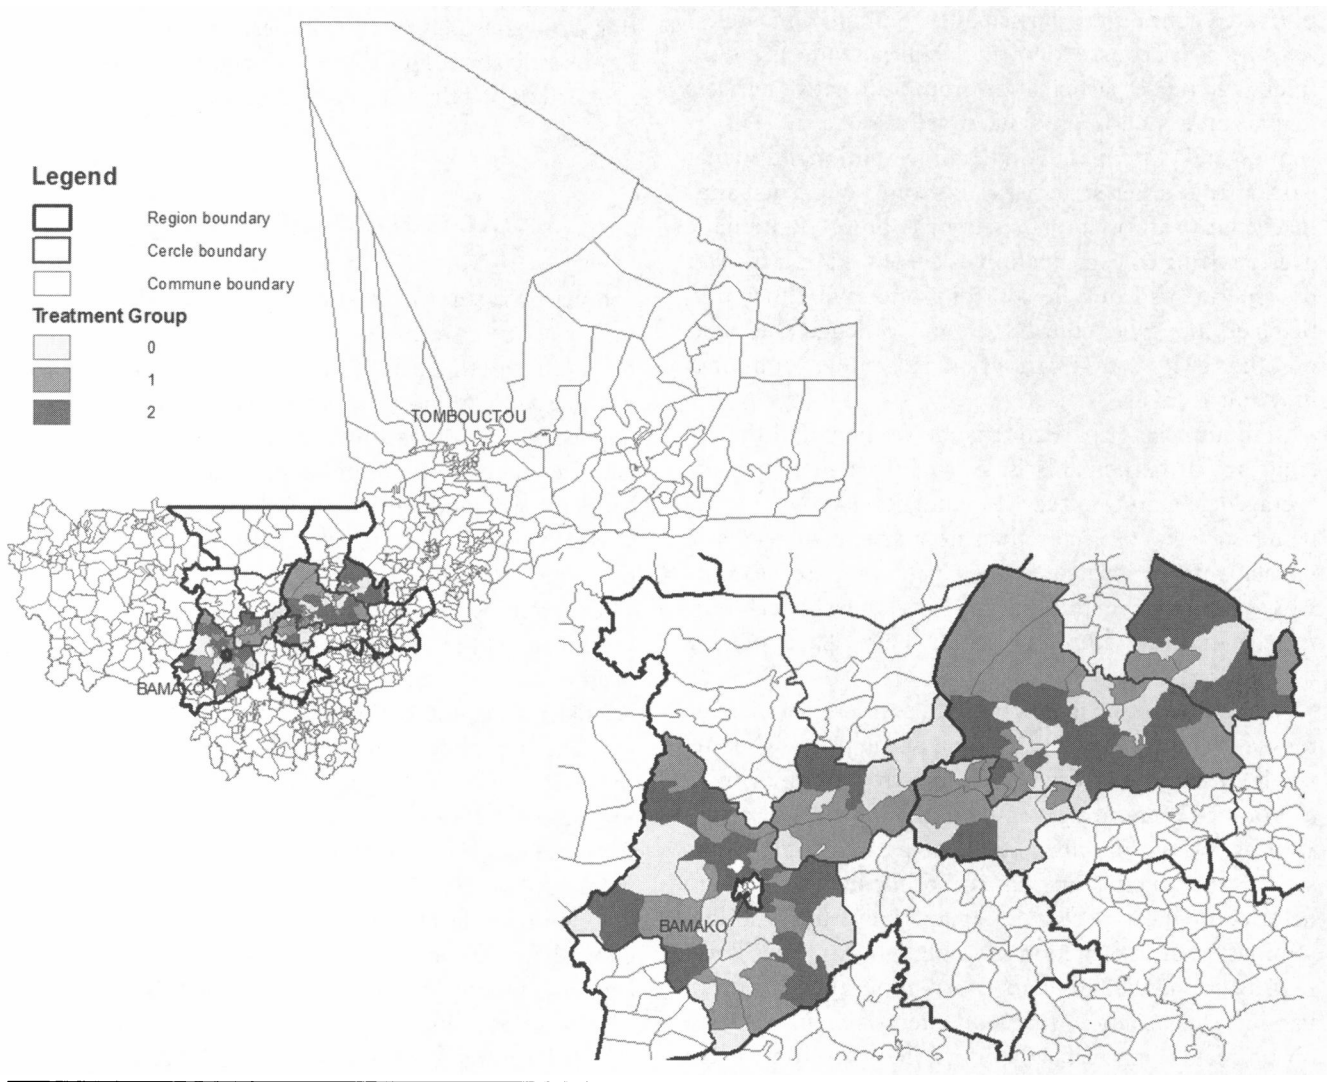 Legend
Region boundary
Cercle boundary
Commune boundary
Treatment Group
0
1
2
TOMBOUCTOU
BAMAKO
BAMAKO